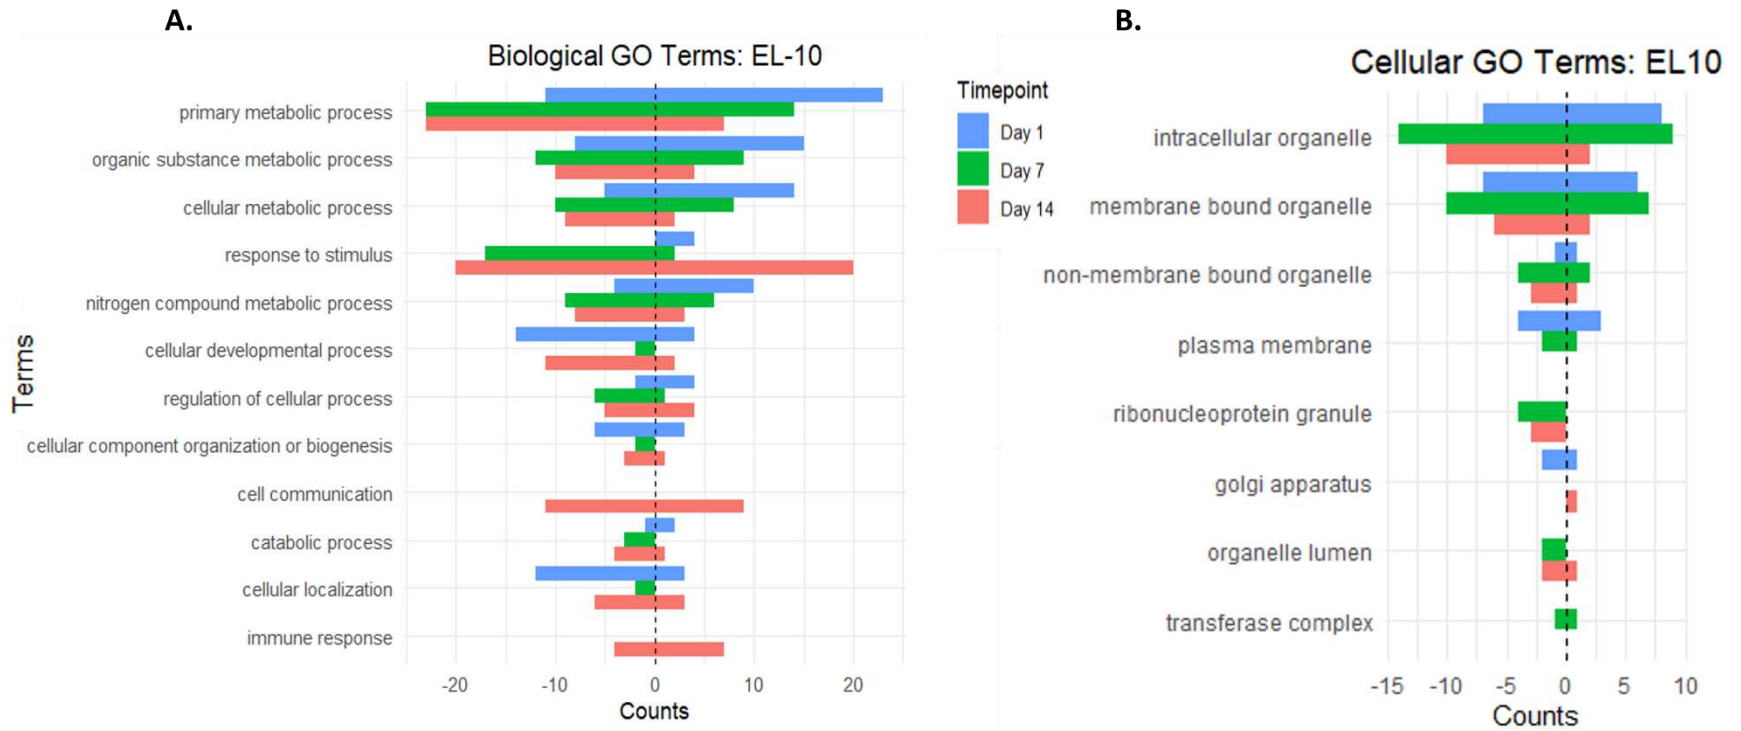 A.
Biological GO Terms: EL-10
primary metabolic process
organic substance metabolic process
cellular metabolic process
response to stimulus
nitrogen compound metabolic process
cellular developmental process
regulation of cellular process
cellular component organization or biogenesis
cell communication
catabolic process
cellular localization
immune response
Terms
-20 -10 0 10 20
Counts
Timepoint
Day 1
Day 7
Day 14
B.
Cellular GO Terms: EL10
intracellular organelle
membrane bound organelle
non-membrane bound organelle
plasma membrane
ribonucleoprotein granule
golgi apparatus
organelle lumen
transferase complex
-15 -10 -5 0 5 10
Counts